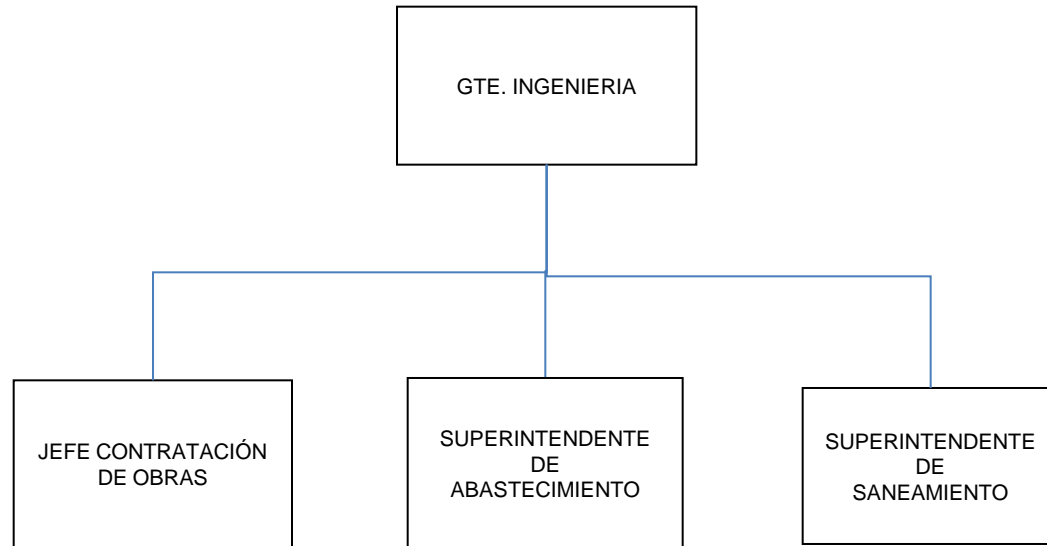 GTE. INGENIERIA
JEFE CONTRATACIÓN
DE OBRAS
SUPERINTENDENTE
DE
ABASTECIMIENTO
SUPERINTENDENTE
DE
SANEAMIENTO